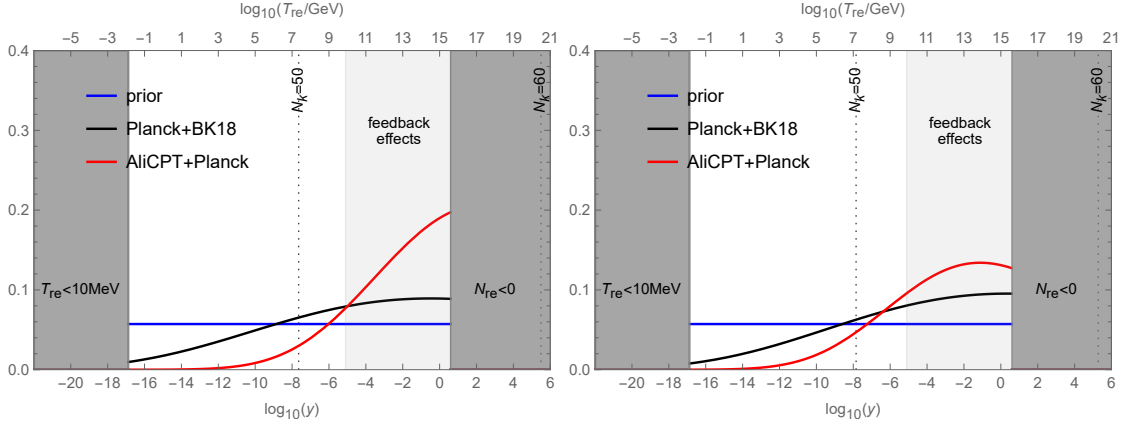 log10(Tre/GeV)
−5 −3 −1 1 3 5 7 9 11 13 15 17 19 21
0.4
0.3
0.2
0.1
0.0
prior
Planck+BK18
AliCPT+Planck
Nk=50
feedback
effects
Nk=60
Tre<10MeV
Nre<0
−20 −18 −16 −14 −12 −10 −8 −6 −4 −2 0 2 4 6
log10(y)
log10(Tre/GeV)
−5 −3 −1 1 3 5 7 9 11 13 15 17 19 21
0.4
0.3
0.2
0.1
0.0
prior
Planck+BK18
AliCPT+Planck
Nk=50
feedback
effects
Nk=60
Tre<10MeV
Nre<0
−20 −18 −16 −14 −12 −10 −8 −6 −4 −2 0 2 4 6
log10(y)